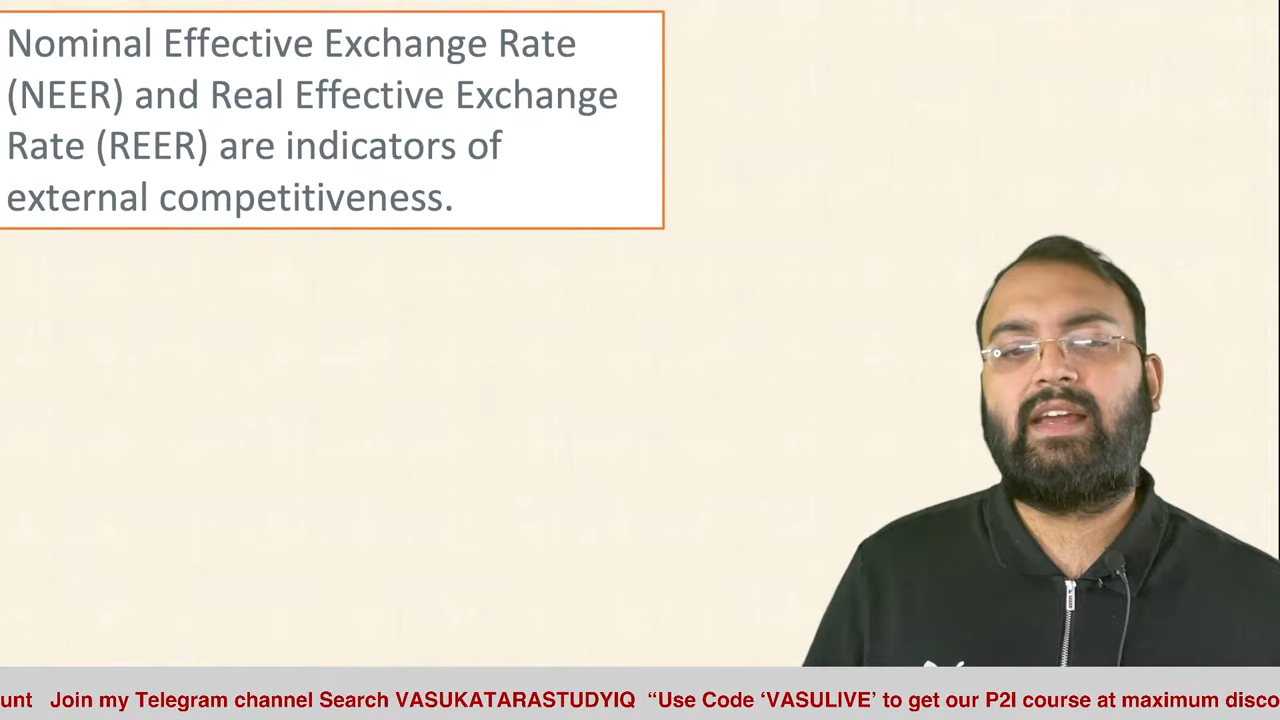 Nominal Effective Exchange Rate
(NEER) and Real Effective Exchange
Rate (REER) are indicators of
external competitiveness.
unt Join my Telegram channel Search VASUKATARASTUDYIQ “Use Code ‘VASULIVE’ to get our P2I course at maximum disco